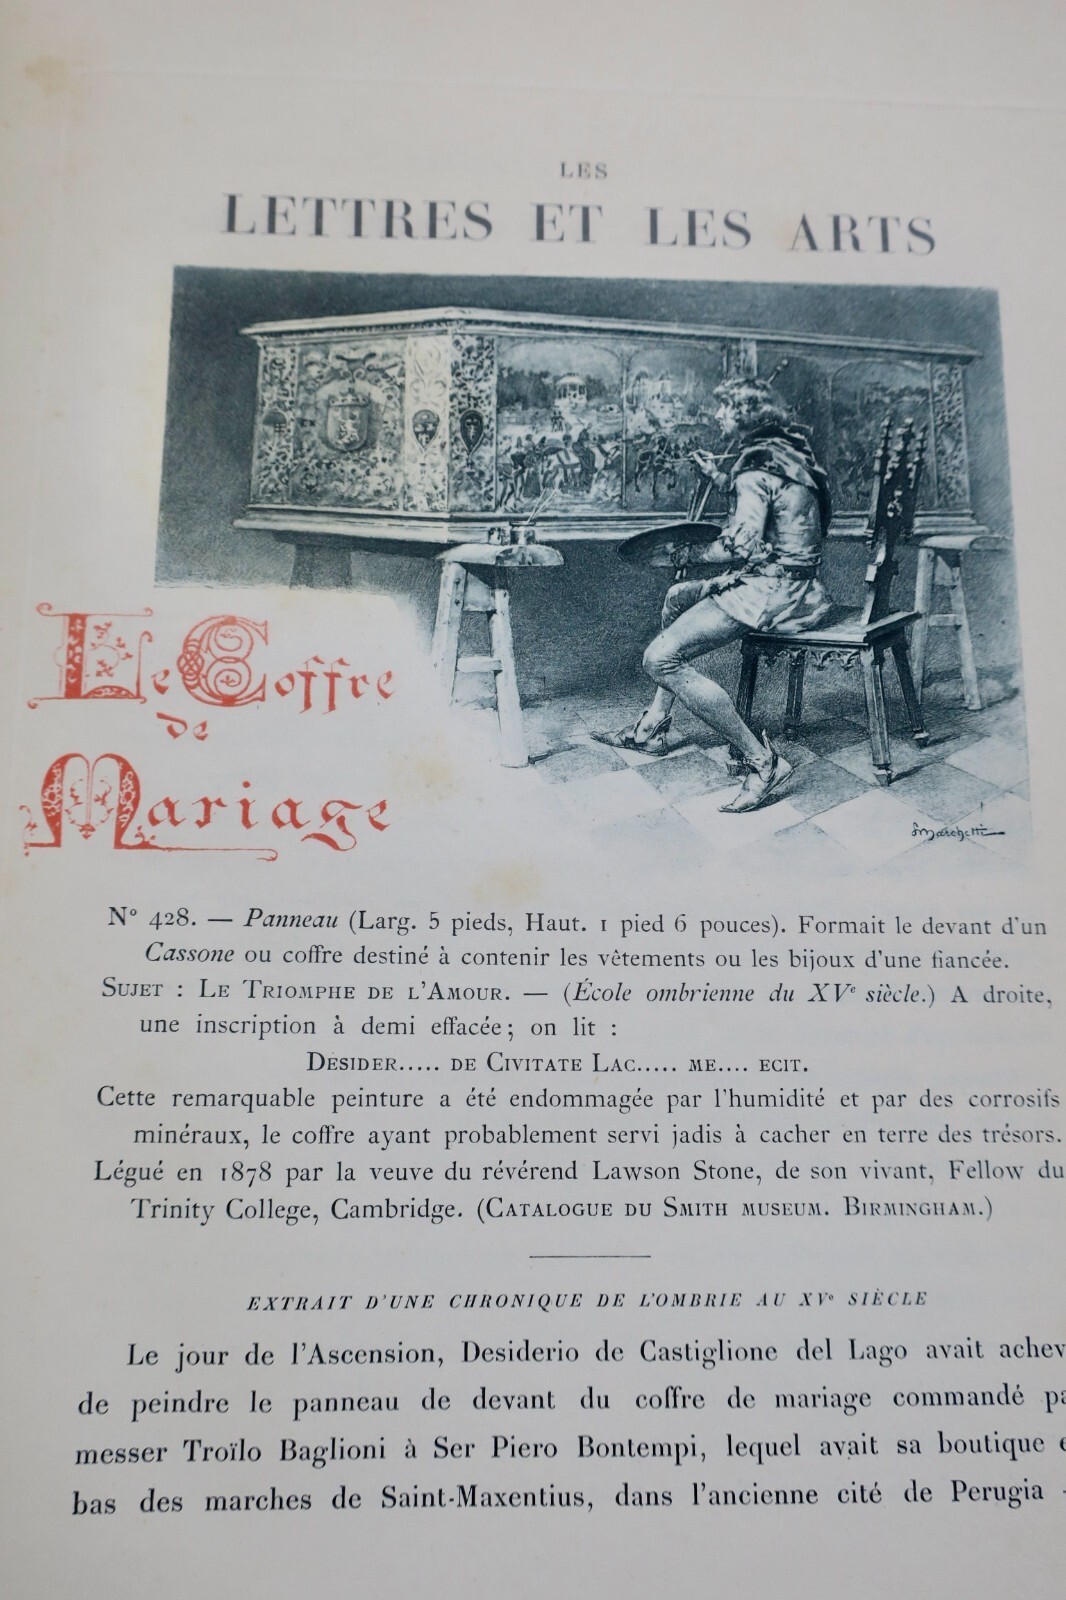 LES
LETTRES ET LES ARTS
Marchetti
Le Coffre
de
Mariage
N° 428. — Panneau (Larg. 5 pieds, Haut. 1 pied 6 pouces). Formait le devant d'un
Cassone ou coffre destiné à contenir les vêtements ou les bijoux d'une fiancée.
SUJET : LE TRIOMPHE DE L'AMOUR. — (École ombrienne du XVe siècle.) A droite,
une inscription à demi effacée; on lit :
DESIDER..... DE CIVITATE LAC..... ME.... ECIT.
Cette remarquable peinture a été endommagée par l'humidité et par des corrosifs
minéraux, le coffre ayant probablement servi jadis à cacher en terre des trésors.
Légué en 1878 par la veuve du révérend Lawson Stone, de son vivant, Fellow du
Trinity College, Cambridge. (CATALOGUE DU SMITH MUSEUM. BIRMINGHAM.)
EXTRAIT D'UNE CHRONIQUE DE L'OMBRIE AU XVe SIÈCLE
Le jour de l'Ascension, Desiderio de Castiglione del Lago avait achev
de peindre le panneau de devant du coffre de mariage commandé pa
messer Troïlo Baglioni à Ser Piero Bontempi, lequel avait sa boutique e
bas des marches de Saint-Maxentius, dans l'ancienne cité de Perugia -